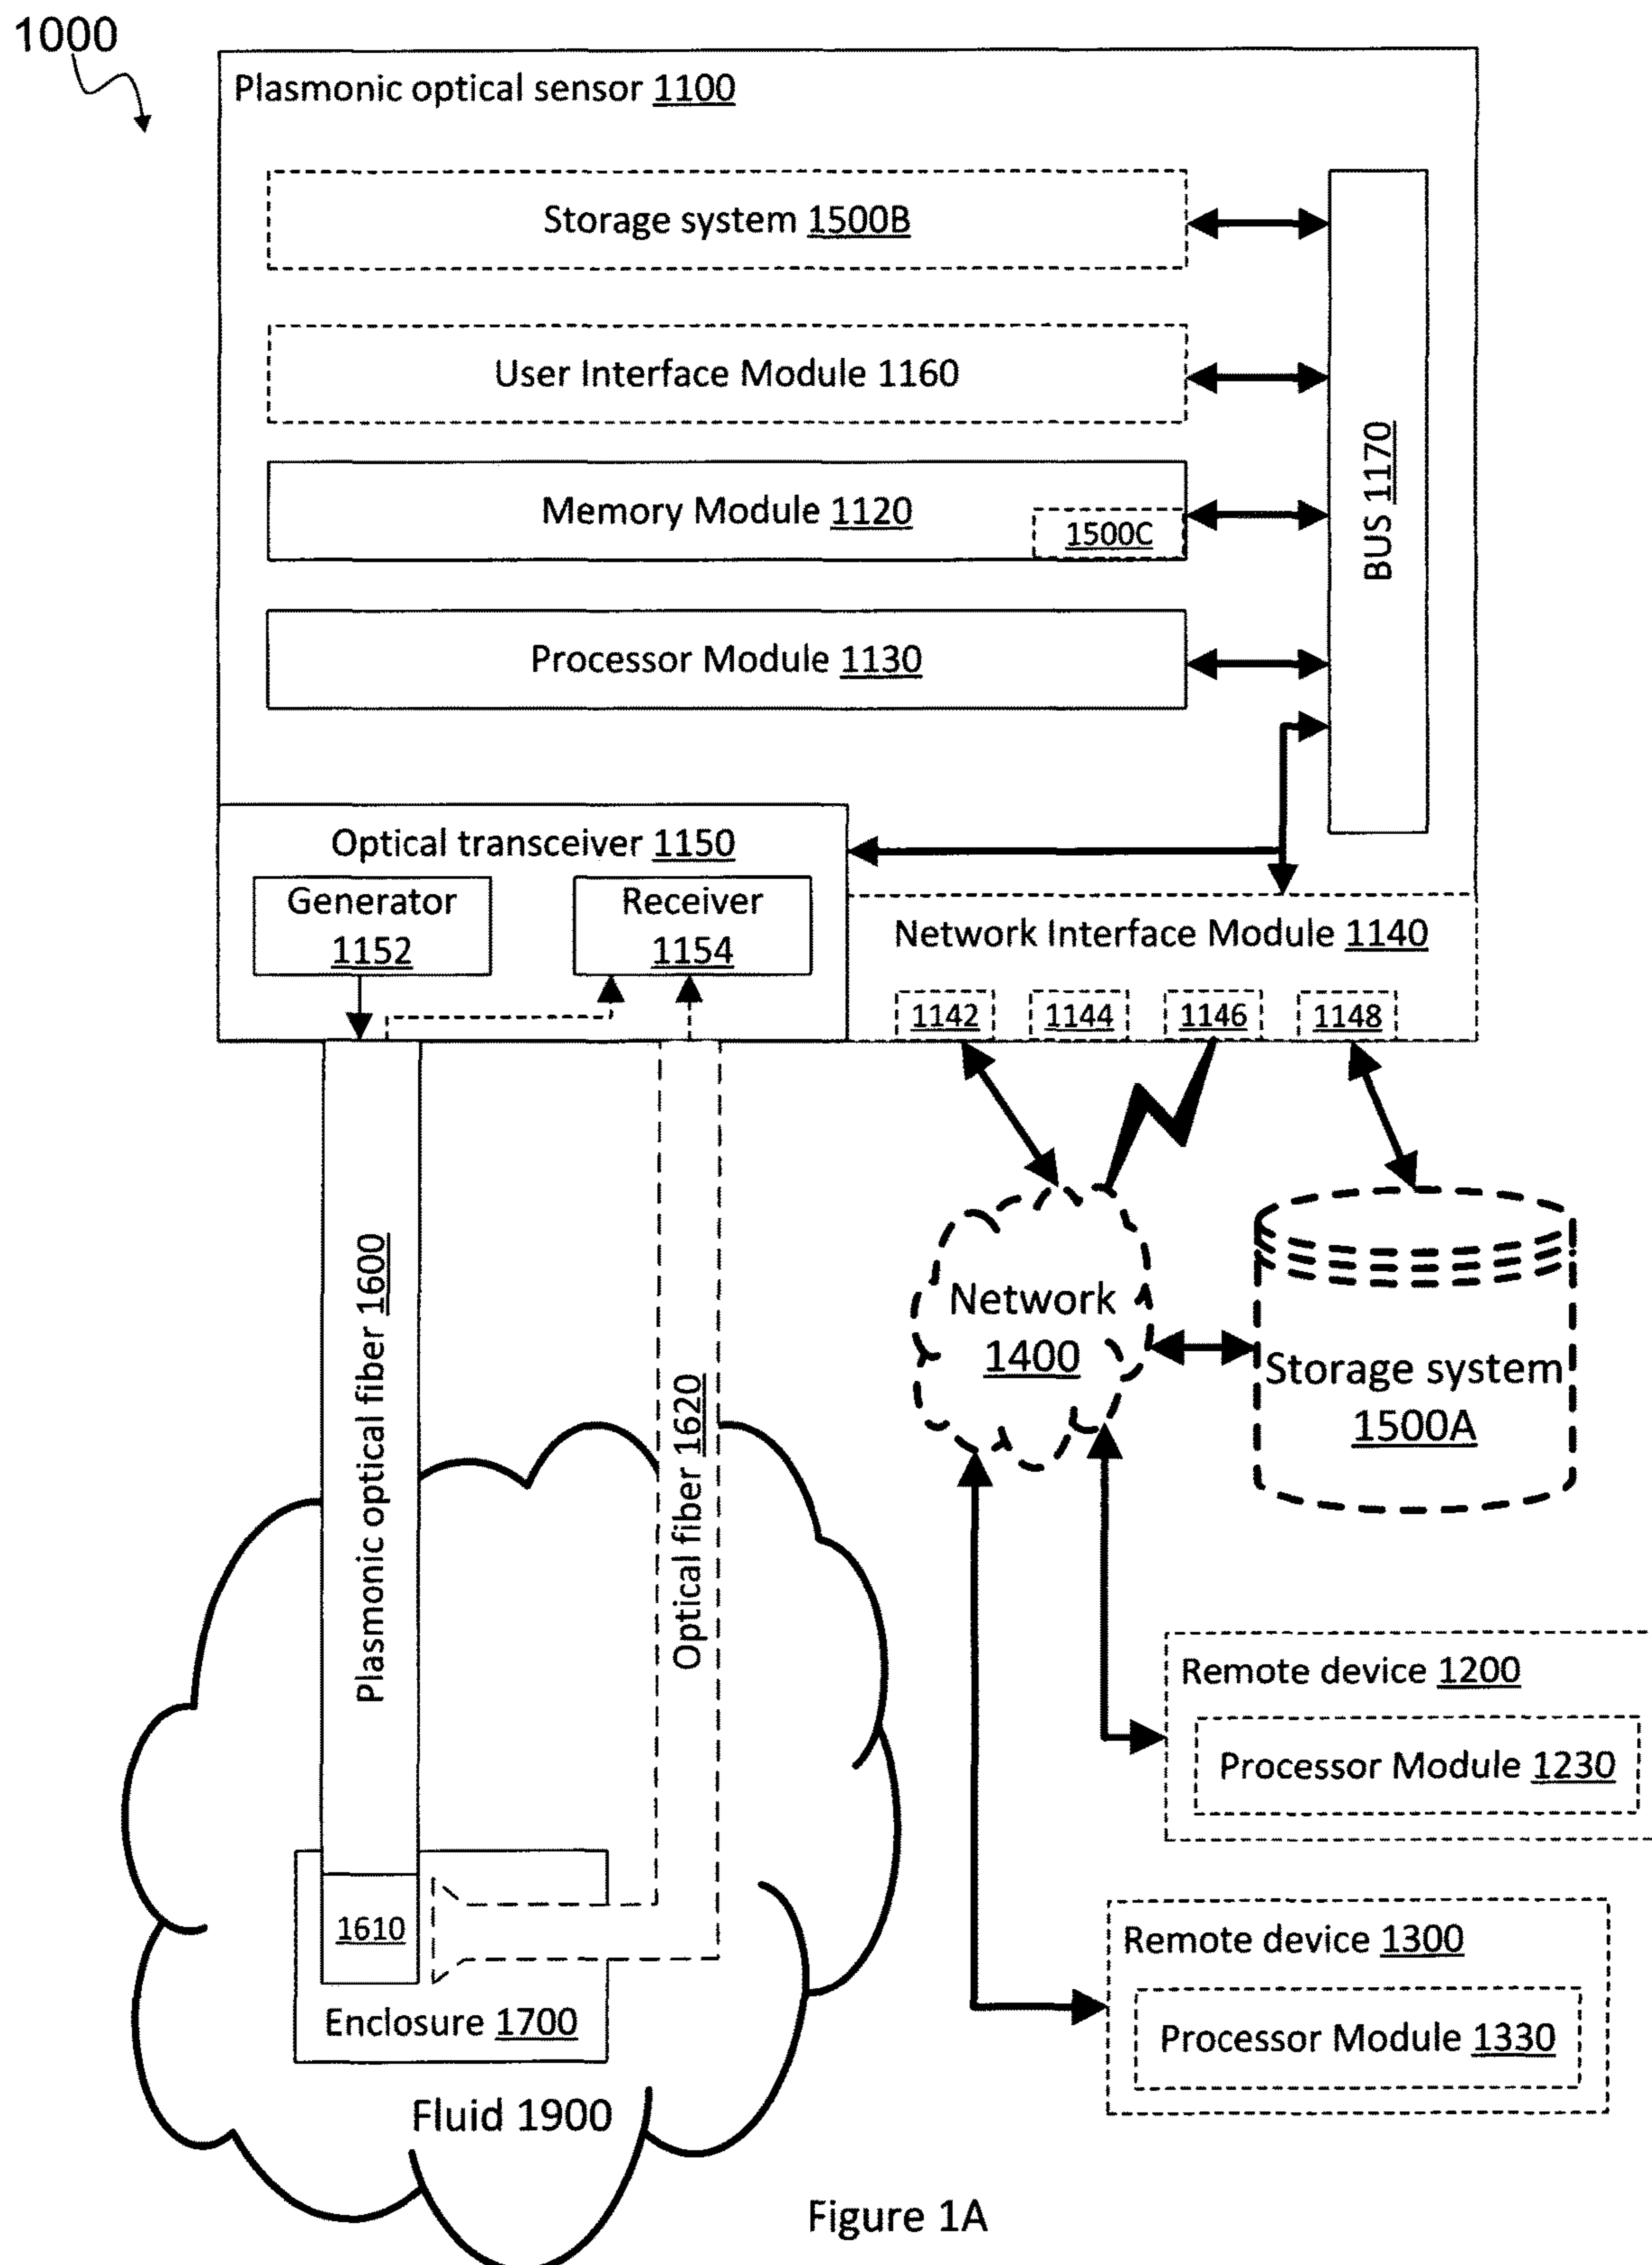 1000
Plasmonic optical sensor 1100
Storage system 1500B
User Interface Module 1160
Memory Module 1120
1500C
Processor Module 1130
BUS 1170
Optical transceiver 1150
Generator
1152
Receiver
1154
Network Interface Module 1140
1142
1144
1146
1148
Plasmonic optical fiber 1600
Optical fiber 1620
Network
1400
Storage system
1500A
Remote device 1200
Processor Module 1230
1610
Enclosure 1700
Remote device 1300
Processor Module 1330
Fluid 1900
Figure 1A